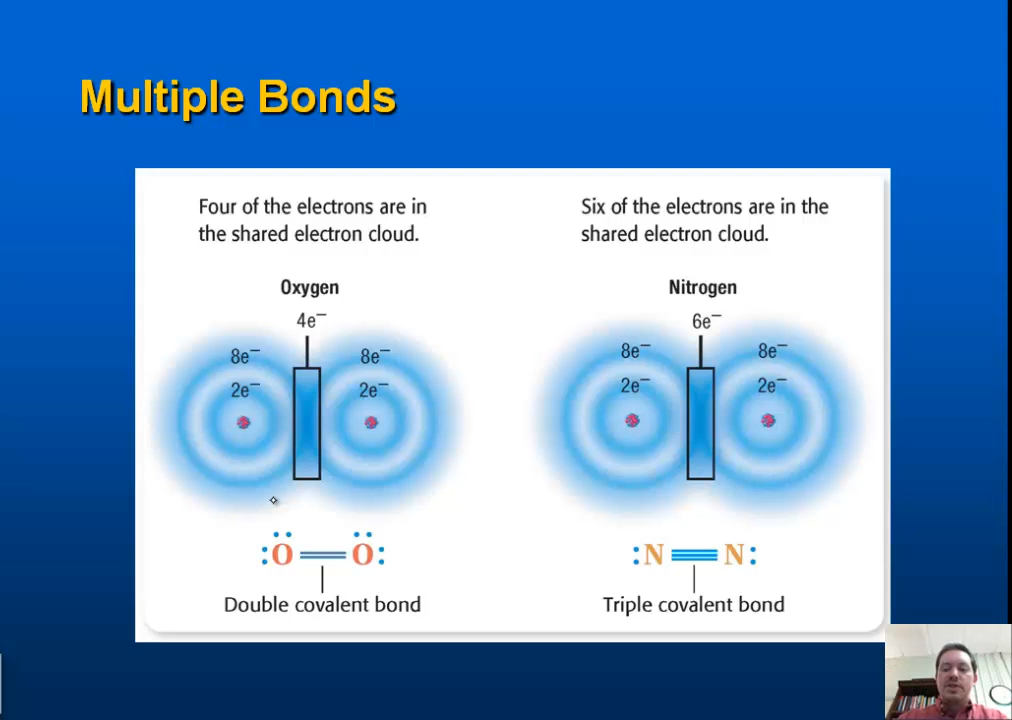 Multiple Bonds
Four of the electrons are in
the shared electron cloud.
Oxygen
4e⁻
8e⁻ 8e⁻
2e⁻ 2e⁻
:Ö=Ö:
Double covalent bond
Six of the electrons are in the
shared electron cloud.
Nitrogen
6e⁻
8e⁻ 8e⁻
2e⁻ 2e⁻
:N≡N:
Triple covalent bond